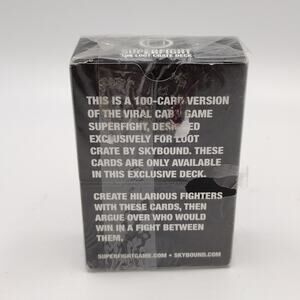 SUPERFIGHT
THE LOOT CRATE DECK
THIS IS A 100-CARD VERSION
OF THE VIRAL CARD GAME
SUPERFIGHT, DESIGNED
EXCLUSIVELY FOR LOOT
CRATE BY SKYBOUND. THESE
CARDS ARE ONLY AVAILABLE
IN THIS EXCLUSIVE DECK.
CREATE HILARIOUS FIGHTERS
WITH THESE CARDS, THEN
ARGUE OVER WHO WOULD
WIN IN A FIGHT BETWEEN
THEM.
SUPERFIGHTGAME.COM • SKYBOUND.COM